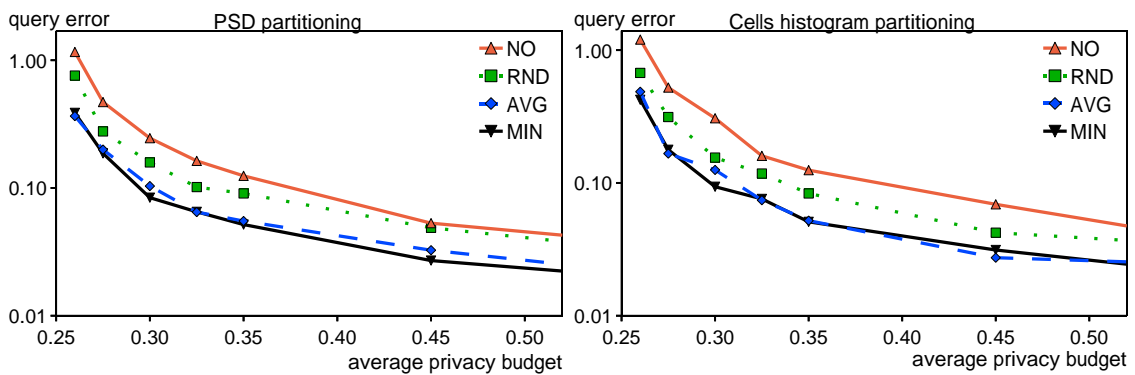 query error
PSD partitioning
NO
RND
AVG
MIN
1.00
0.10
0.01
0.25 0.30 0.35 0.40 0.45 0.50
average privacy budget
query error
Cells histogram partitioning
NO
RND
AVG
MIN
1.00
0.10
0.01
0.25 0.30 0.35 0.40 0.45 0.50
average privacy budget